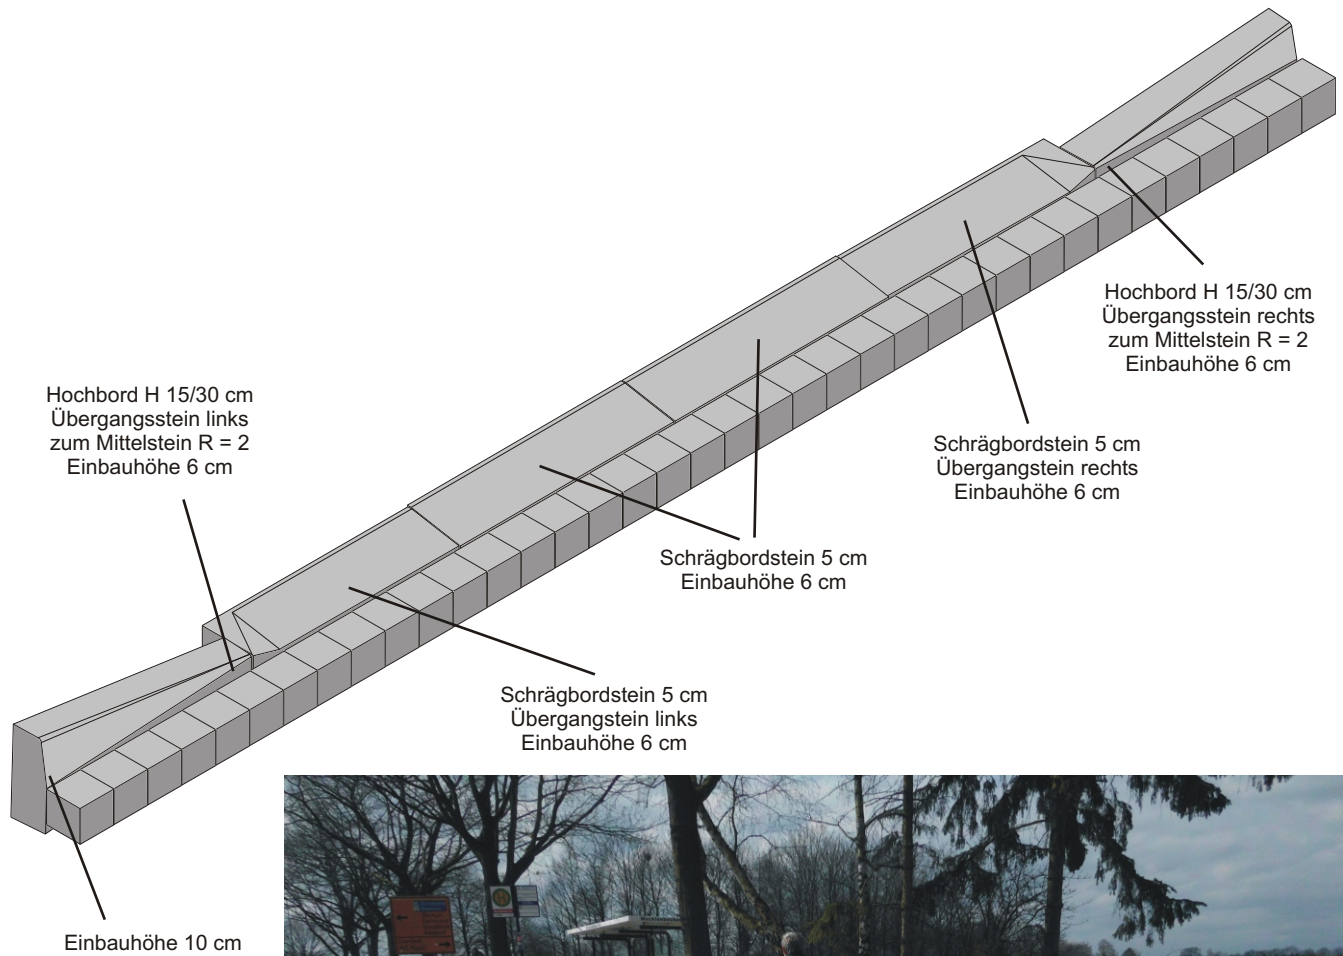 Hochbord H 15/30 cm
Übergangsstein rechts
zum Mittelstein R = 2
Einbauhöhe 6 cm
Hochbord H 15/30 cm
Übergangsstein links
zum Mittelstein R = 2
Einbauhöhe 6 cm
Schrägbordstein 5 cm
Übergangstein rechts
Einbauhöhe 6 cm
Schrägbordstein 5 cm
Einbauhöhe 6 cm
Schrägbordstein 5 cm
Übergangstein links
Einbauhöhe 6 cm
Einbauhöhe 10 cm
H